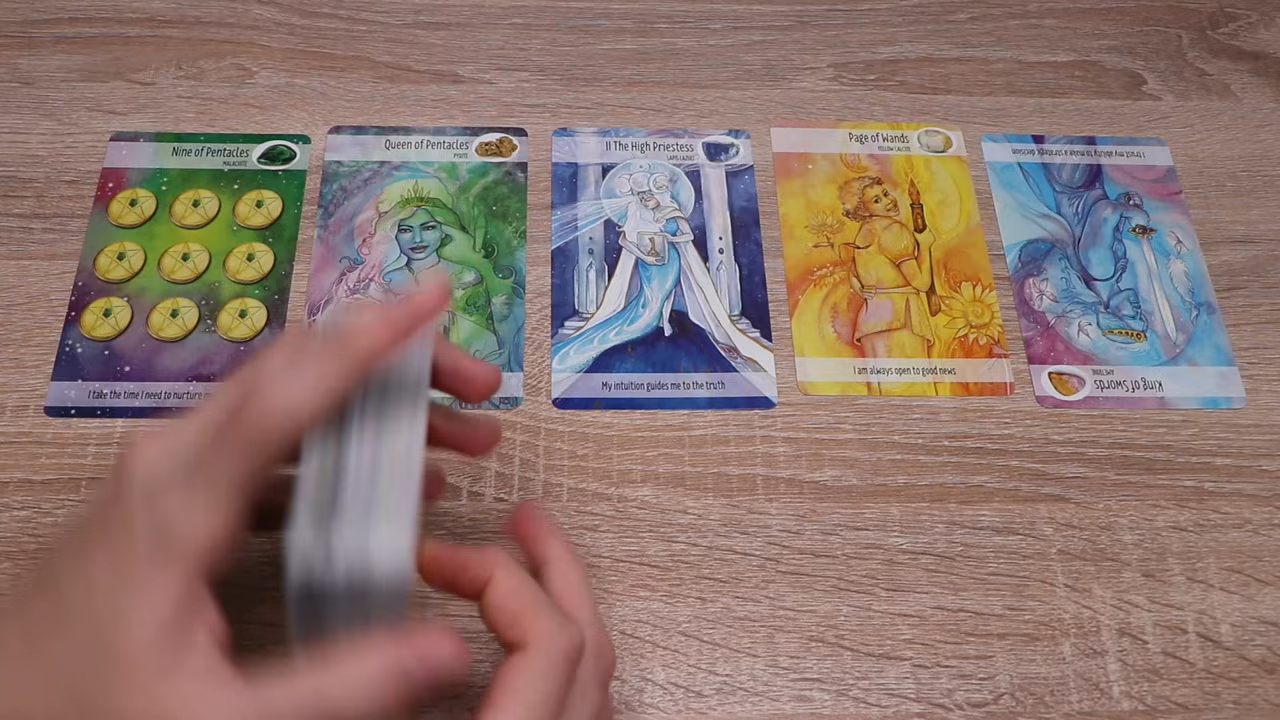 Nine of Pentacles
MALACHITE
I take the time I need to nurture
Queen of Pentacles
PYRITE
II The High Priestess
LAPIS LAZULI
My intuition guides me to the truth
Page of Wands
YELLOW CALCITE
I am always open to good news
I trust my ability to make a strategic decision
King of Swords
AMETRINE